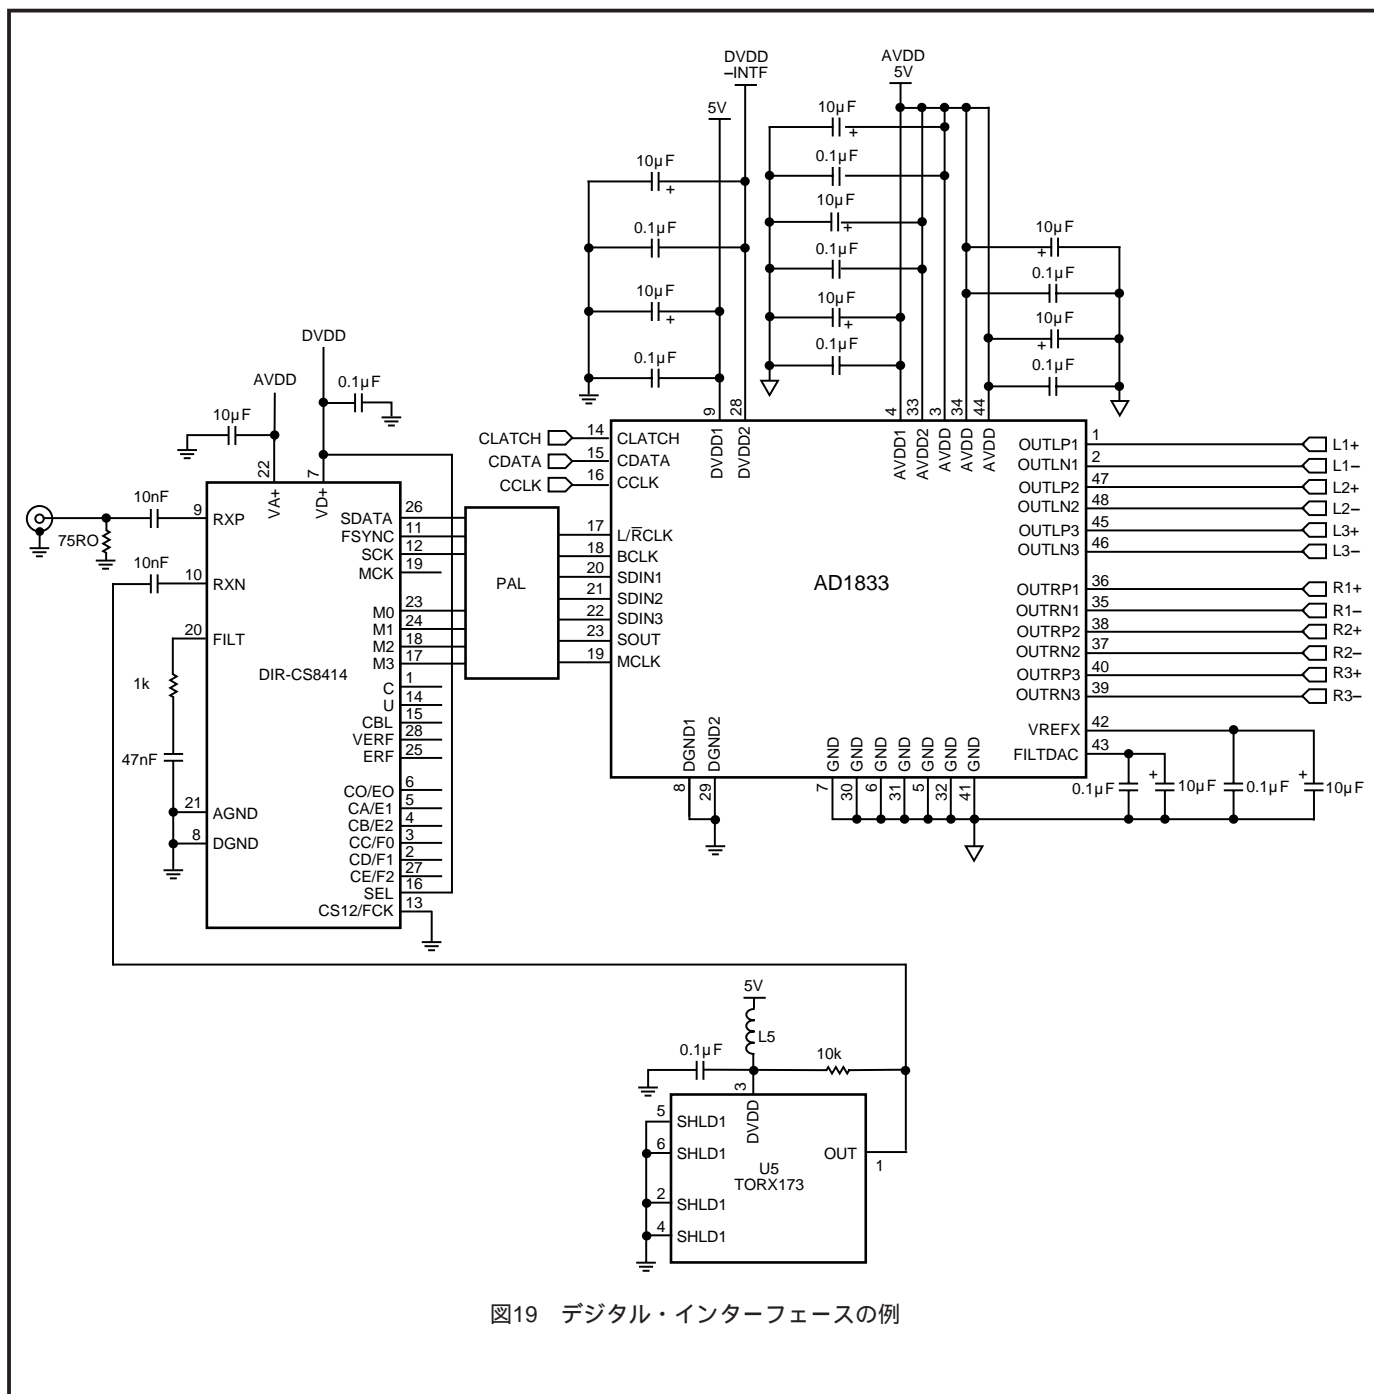 DVDD
–INTF
AVDD
5V
5V
10µF
0.1µF
10µF
0.1µF
10µF
0.1µF
10µF
0.1µF
10µF
0.1µF
10µF
0.1µF
10µF
0.1µF
DVDD
AVDD
0.1µF
10µF
22
7
VA+
VD+
10nF
9
RXP
75RO
10nF
10
RXN
20
FILT
1k
47nF
21
AGND
8
DGND
DIR-CS8414
SDATA 26
FSYNC 11
SCK 12
MCK 19
M0 23
M1 24
M2 18
M3 17
C 1
U 14
CBL 15
VERF 28
ERF 25
CO/EO 6
CA/E1 5
CB/E2 4
CC/F0 3
CD/F1 2
CE/F2 27
SEL 16
CS12/FCK 13
PAL
CLATCH 14 CLATCH
CDATA 15 CDATA
CCLK 16 CCLK
17 L/R̅CLK
18 BCLK
20 SDIN1
21 SDIN2
22 SDIN3
23 SOUT
19 MCLK
9 28 4 33 3 34 44
DVDD1 DVDD2 AVDD1 AVDD2 AVDD AVDD AVDD
AD1833
OUTLP1 1 L1+
OUTLN1 2 L1–
OUTLP2 47 L2+
OUTLN2 48 L2–
OUTLP3 45 L3+
OUTLN3 46 L3–
OUTRP1 36 R1+
OUTRN1 35 R1–
OUTRP2 38 R2+
OUTRN2 37 R2–
OUTRP3 40 R3+
OUTRN3 39 R3–
VREFX 42
FILTDAC 43
0.1µF + 10µF 0.1µF + 10µF
DGND1 DGND2 GND GND GND GND GND GND GND
8 29 7 30 6 31 5 32 41
5V
L5
0.1µF
10k
3
DVDD
5 SHLD1
6 SHLD1
2 SHLD1
4 SHLD1
U5
TORX173
OUT 1
図19 デジタル・インターフェースの例